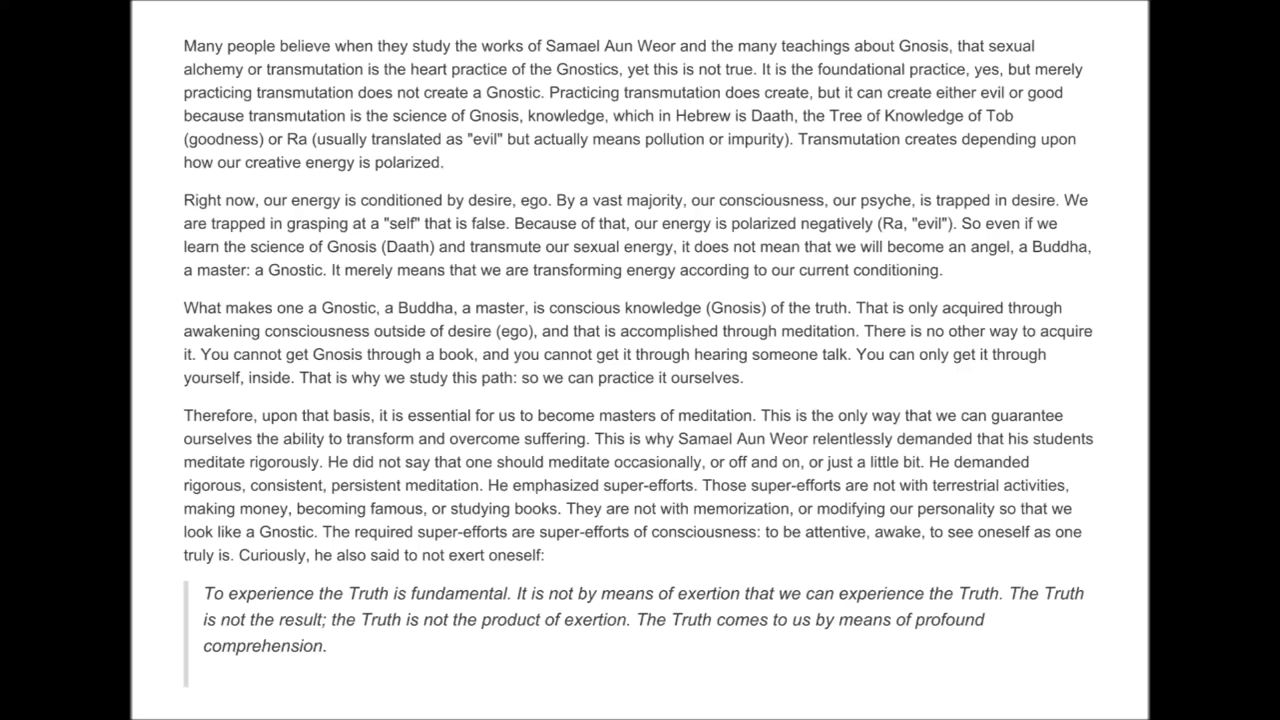 Many people believe when they study the works of Samael Aun Weor and the many teachings about Gnosis, that sexual
alchemy or transmutation is the heart practice of the Gnostics, yet this is not true. It is the foundational practice, yes, but merely
practicing transmutation does not create a Gnostic. Practicing transmutation does create, but it can create either evil or good
because transmutation is the science of Gnosis, knowledge, which in Hebrew is Daath, the Tree of Knowledge of Tob
(goodness) or Ra (usually translated as "evil" but actually means pollution or impurity). Transmutation creates depending upon
how our creative energy is polarized.
Right now, our energy is conditioned by desire, ego. By a vast majority, our consciousness, our psyche, is trapped in desire. We
are trapped in grasping at a "self" that is false. Because of that, our energy is polarized negatively (Ra, "evil"). So even if we
learn the science of Gnosis (Daath) and transmute our sexual energy, it does not mean that we will become an angel, a Buddha,
a master: a Gnostic. It merely means that we are transforming energy according to our current conditioning.
What makes one a Gnostic, a Buddha, a master, is conscious knowledge (Gnosis) of the truth. That is only acquired through
awakening consciousness outside of desire (ego), and that is accomplished through meditation. There is no other way to acquire
it. You cannot get Gnosis through a book, and you cannot get it through hearing someone talk. You can only get it through
yourself, inside. That is why we study this path: so we can practice it ourselves.
Therefore, upon that basis, it is essential for us to become masters of meditation. This is the only way that we can guarantee
ourselves the ability to transform and overcome suffering. This is why Samael Aun Weor relentlessly demanded that his students
meditate rigorously. He did not say that one should meditate occasionally, or off and on, or just a little bit. He demanded
rigorous, consistent, persistent meditation. He emphasized super-efforts. Those super-efforts are not with terrestrial activities,
making money, becoming famous, or studying books. They are not with memorization, or modifying our personality so that we
look like a Gnostic. The required super-efforts are super-efforts of consciousness: to be attentive, awake, to see oneself as one
truly is. Curiously, he also said to not exert oneself:
To experience the Truth is fundamental. It is not by means of exertion that we can experience the Truth. The Truth
is not the result; the Truth is not the product of exertion. The Truth comes to us by means of profound
comprehension.